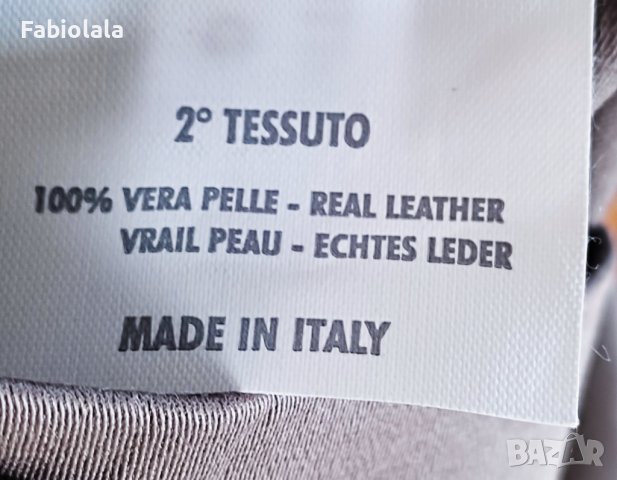 Fabiolala
2° TESSUTO
100% VERA PELLE - REAL LEATHER
VRAIL PEAU - ECHTES LEDER
MADE IN ITALY
BAZAR